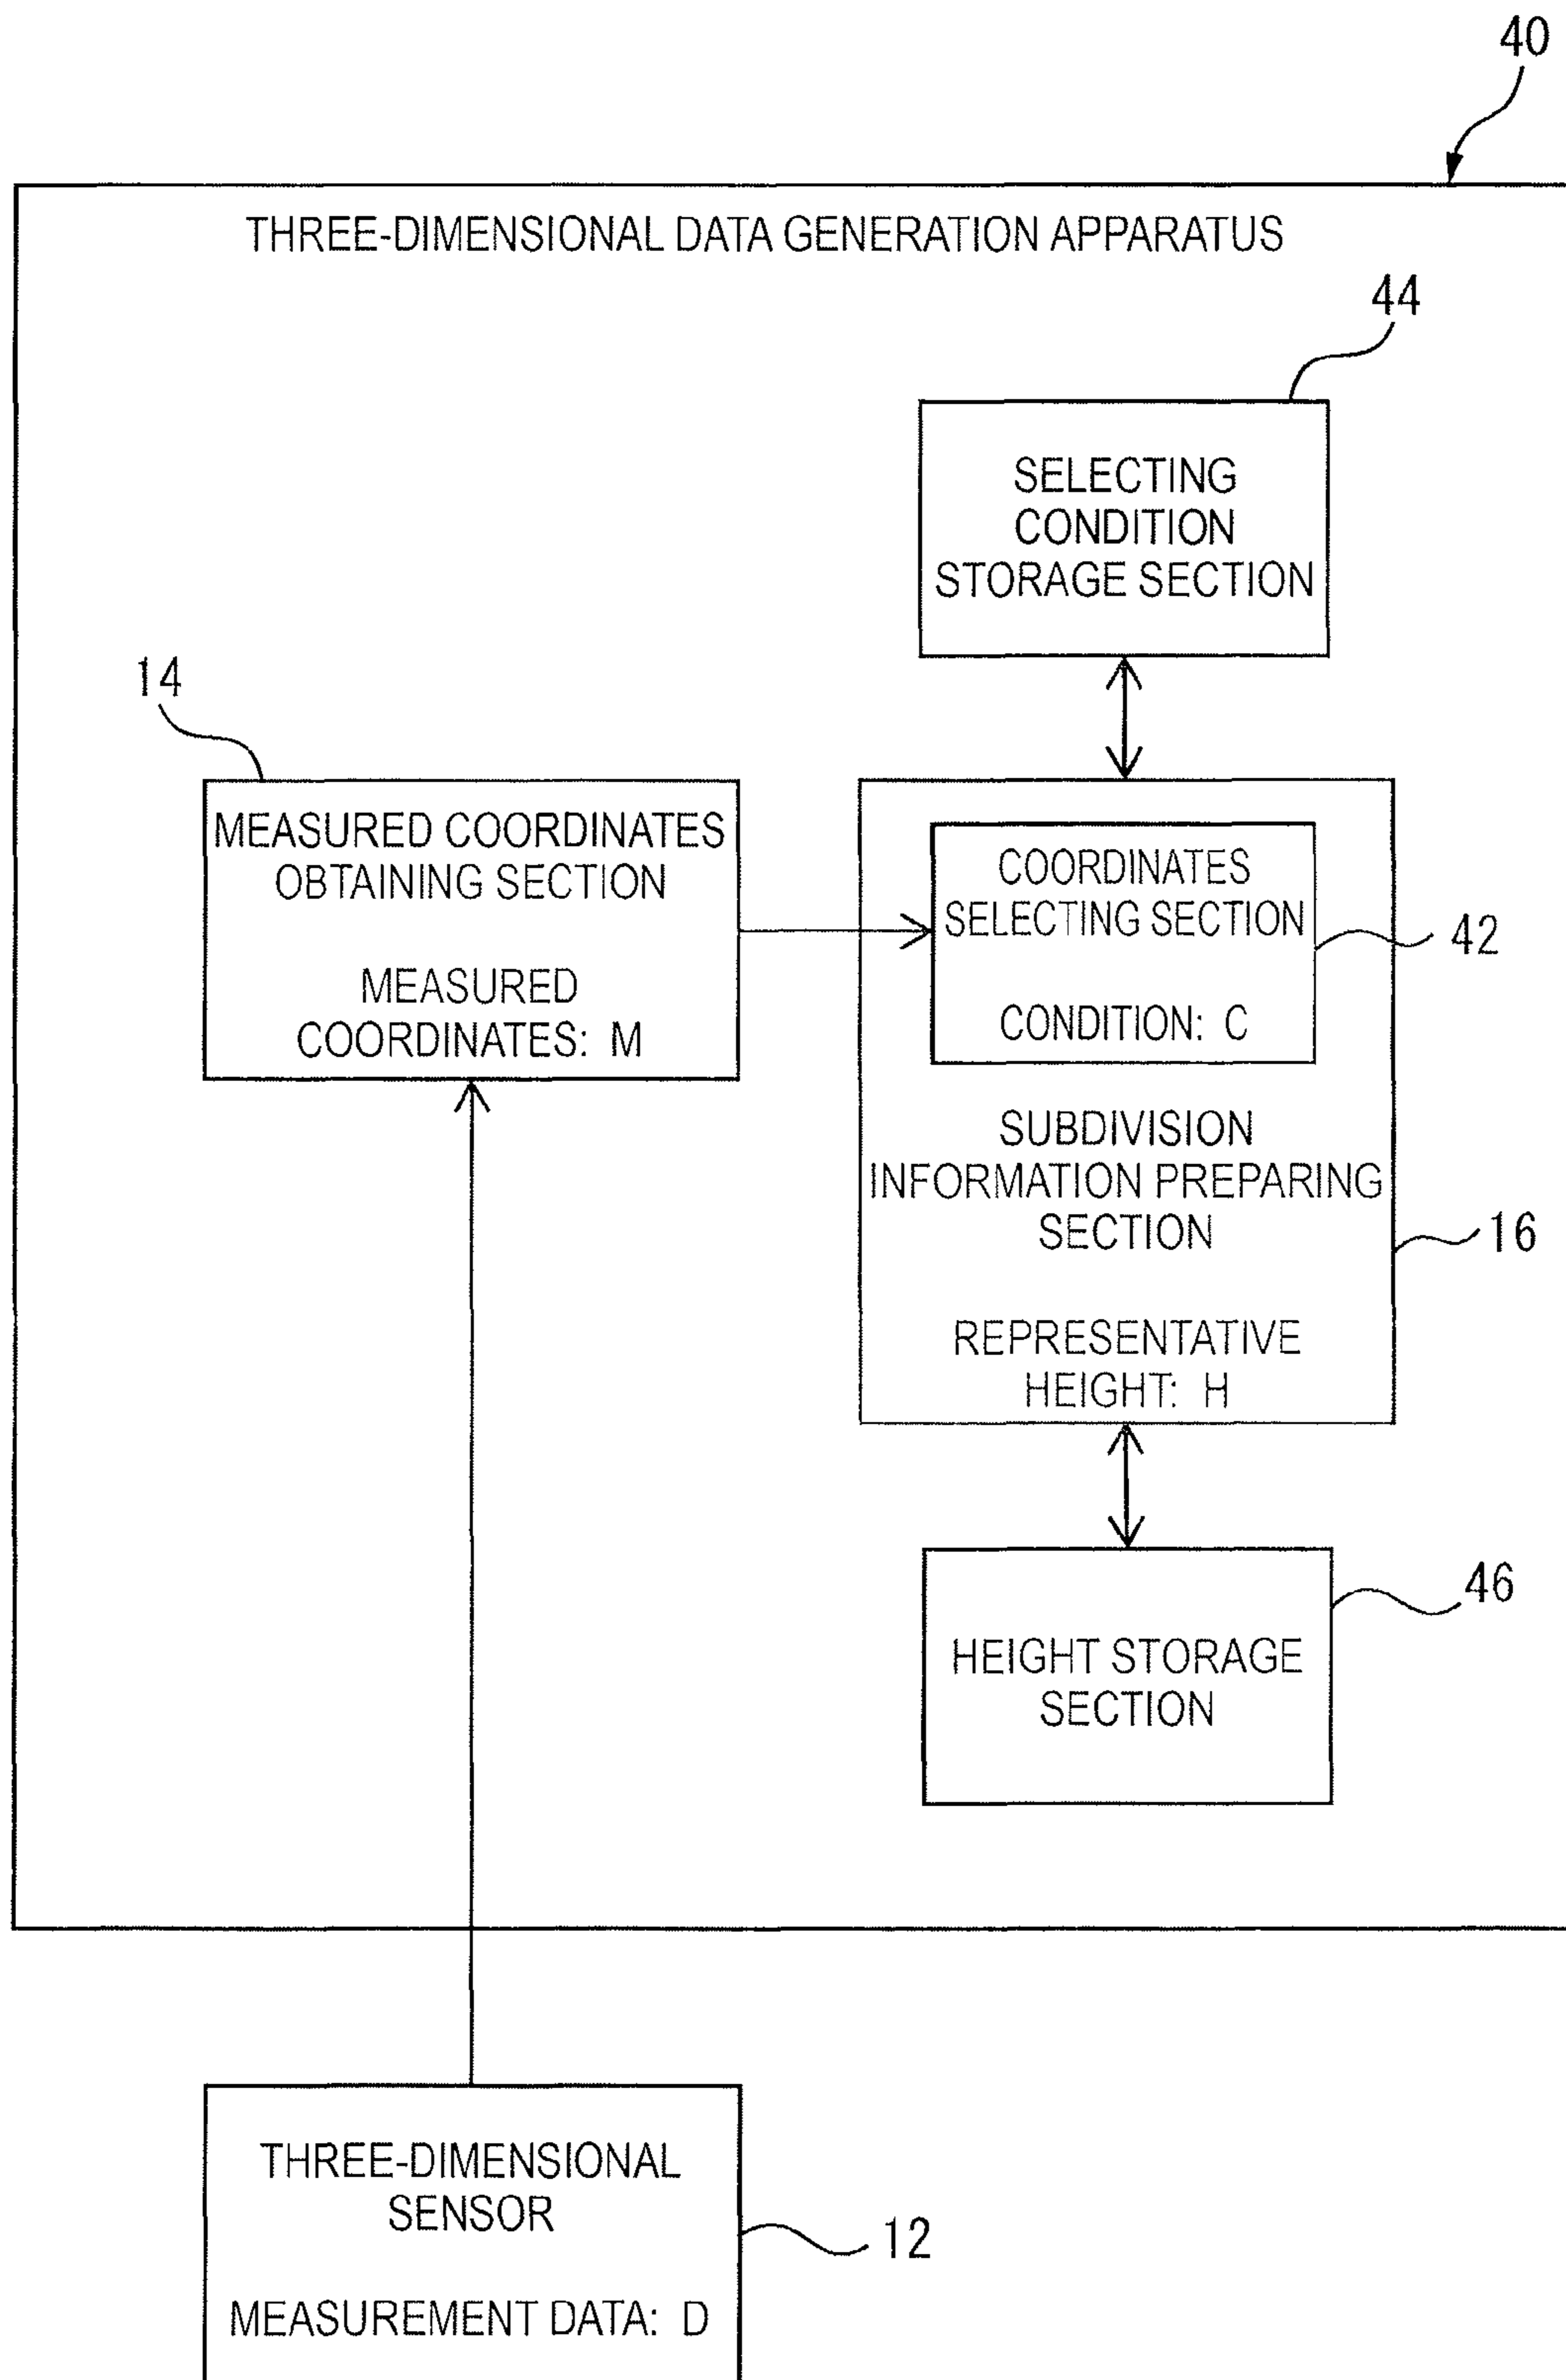 40
THREE-DIMENSIONAL DATA GENERATION APPARATUS
44
SELECTING
CONDITION
STORAGE SECTION
14
MEASURED COORDINATES
OBTAINING SECTION
MEASURED
COORDINATES: M
COORDINATES
SELECTING SECTION
CONDITION: C
42
SUBDIVISION
INFORMATION PREPARING
SECTION
REPRESENTATIVE
HEIGHT: H
16
46
HEIGHT STORAGE
SECTION
THREE-DIMENSIONAL
SENSOR
MEASUREMENT DATA: D
12